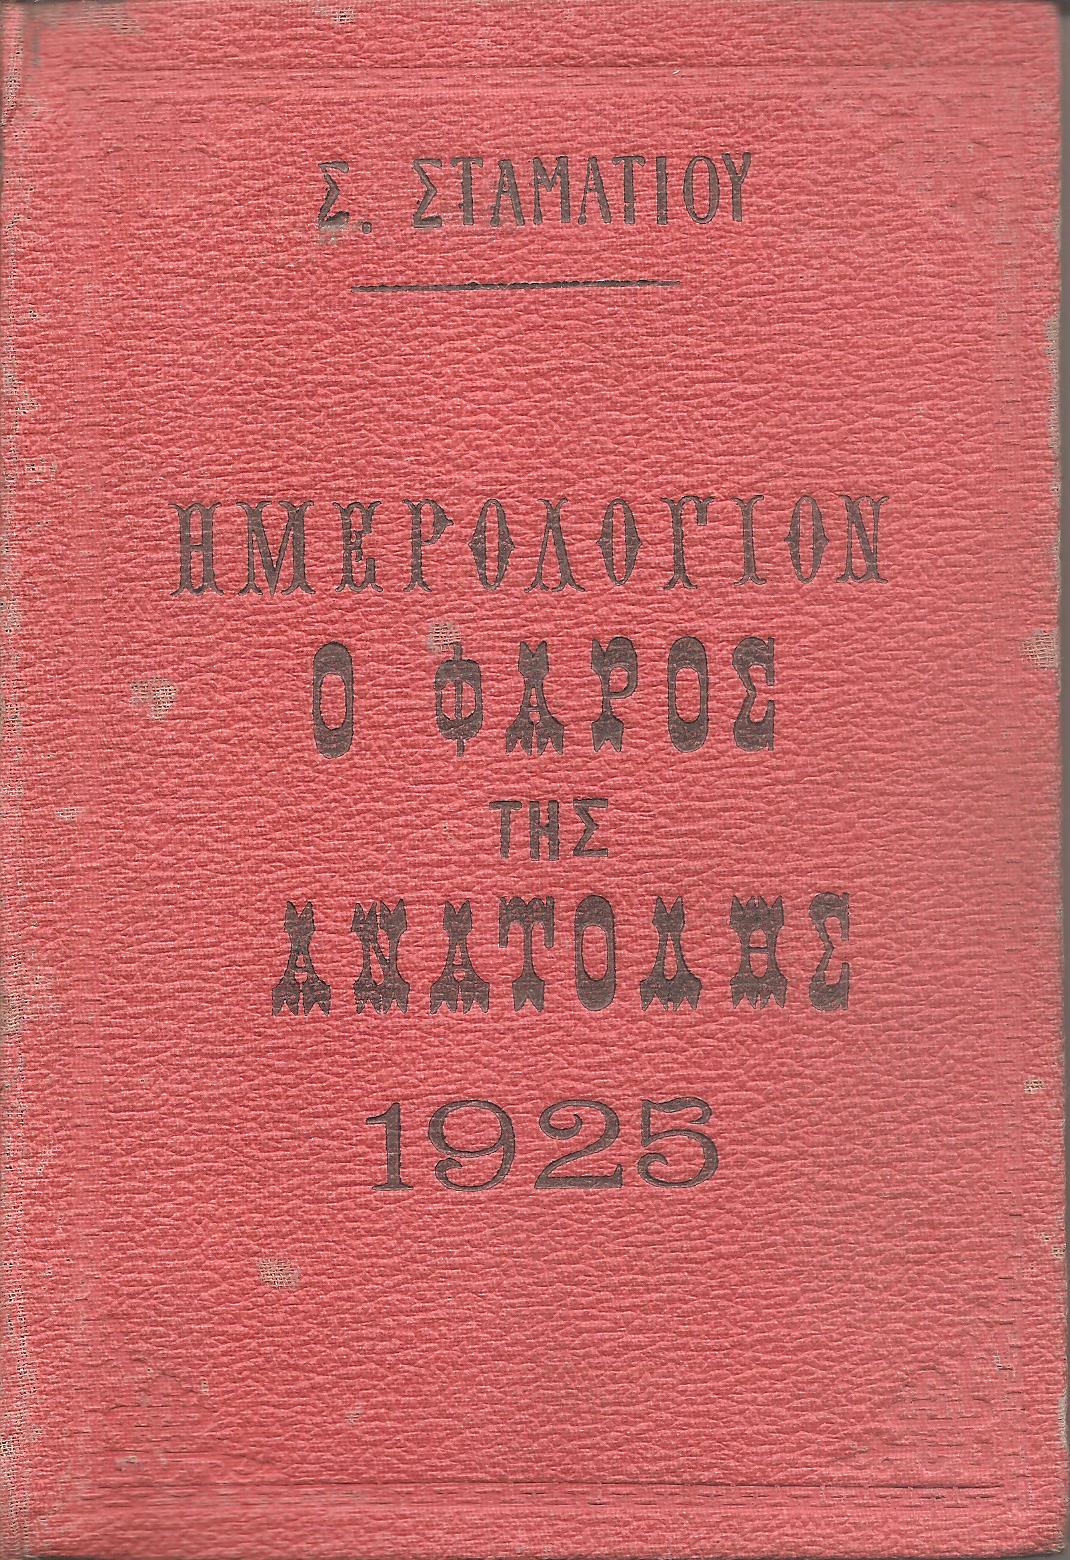 Σ. ΣΤΑΜΑΤΙΟΥ
ΗΜΕΡΟΛΟΓΙΟΝ
Ο ΦΑΡΟΣ
ΤΗΣ
ΑΝΑΤΟΛΗΣ
1925